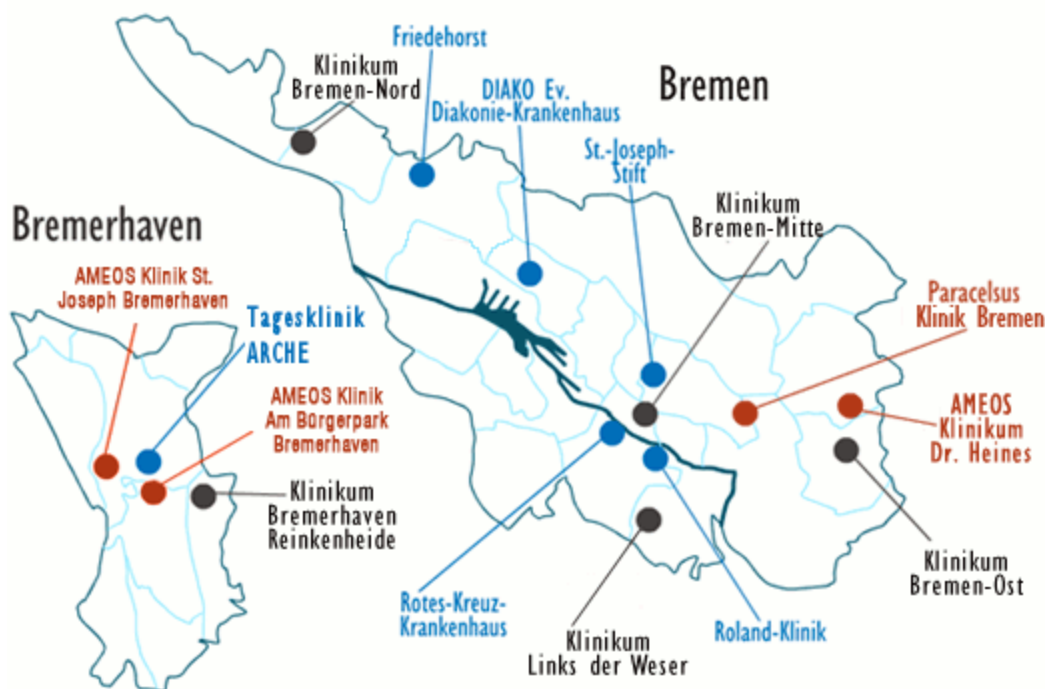 Friedehorst
Klinikum
Bremen-Nord
DIAKO Ev.
Diakonie-Krankenhaus
Bremen
St.-Joseph-
Stift
Klinikum
Bremen-Mitte
Bremerhaven
AMEOS Klinik St.
Joseph Bremerhaven
Tagesklinik
ARCHE
Paracelsus
Klinik Bremen
AMEOS Klinik
Am Bürgerpark
Bremerhaven
AMEOS
Klinikum
Dr. Heines
Klinikum
Bremerhaven
Reinkenheide
Klinikum
Bremen-Ost
Rotes-Kreuz-
Krankenhaus
Klinikum
Links der Weser
Roland-Klinik